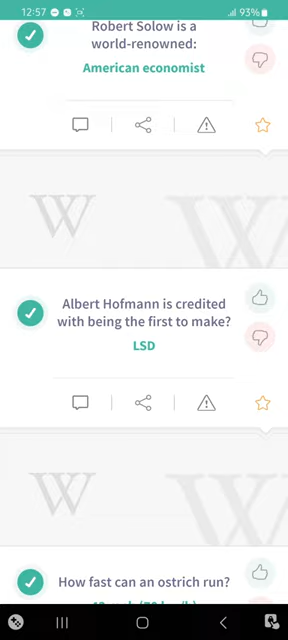 12:57
93%
Robert Solow is a
world-renowned:
American economist
W
W
Albert Hofmann is credited
with being the first to make?
LSD
W
W
How fast can an ostrich run?